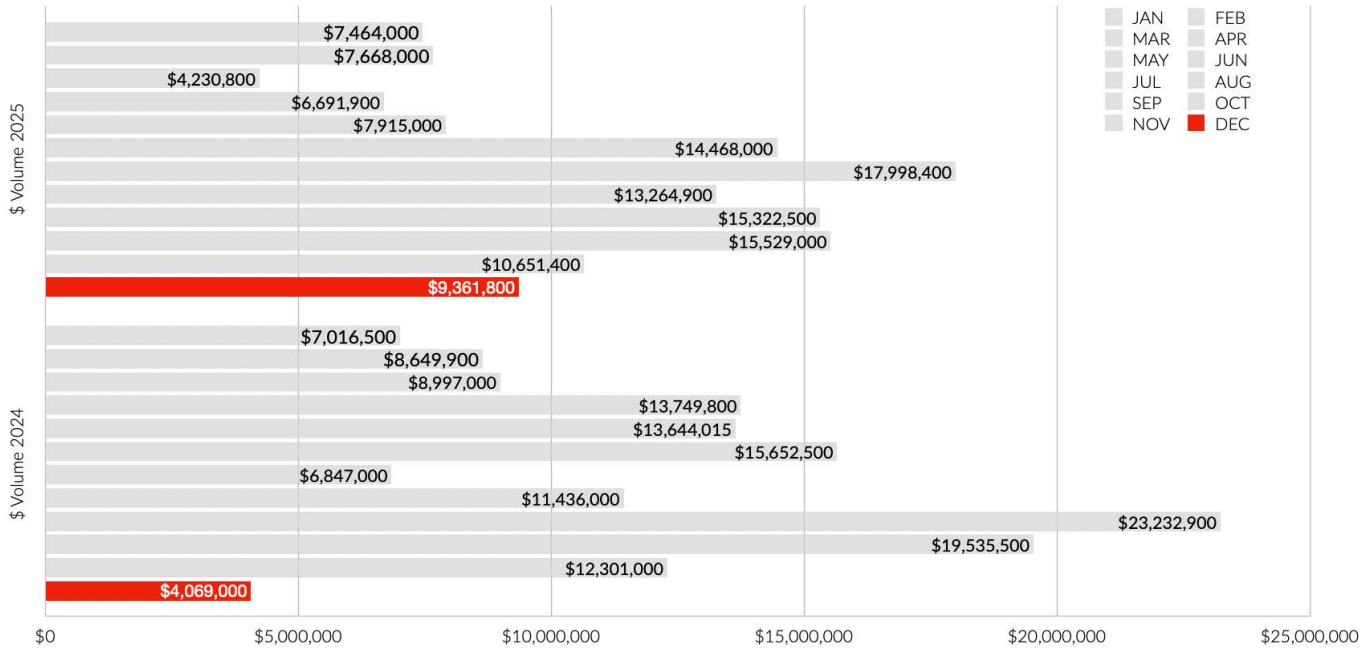 JAN FEB
MAR APR
MAY JUN
JUL AUG
SEP OCT
NOV DEC
$ Volume 2025
$7,464,000
$7,668,000
$4,230,800
$6,691,900
$7,915,000
$14,468,000
$17,998,400
$13,264,900
$15,322,500
$15,529,000
$10,651,400
$9,361,800
$ Volume 2024
$7,016,500
$8,649,900
$8,997,000
$13,749,800
$13,644,015
$15,652,500
$6,847,000
$11,436,000
$23,232,900
$19,535,500
$12,301,000
$4,069,000
$0 $5,000,000 $10,000,000 $15,000,000 $20,000,000 $25,000,000